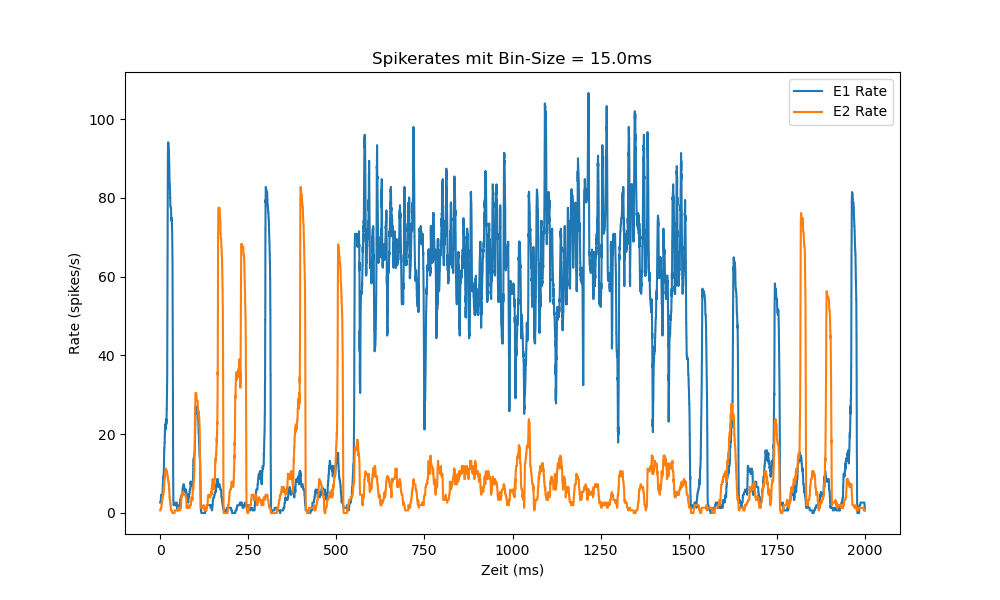 Spikerates mit Bin-Size = 15.0ms
E1 Rate
E2 Rate
Rate (spikes/s)
100
80
60
40
20
0
0 250 500 750 1000 1250 1500 1750 2000
Zeit (ms)